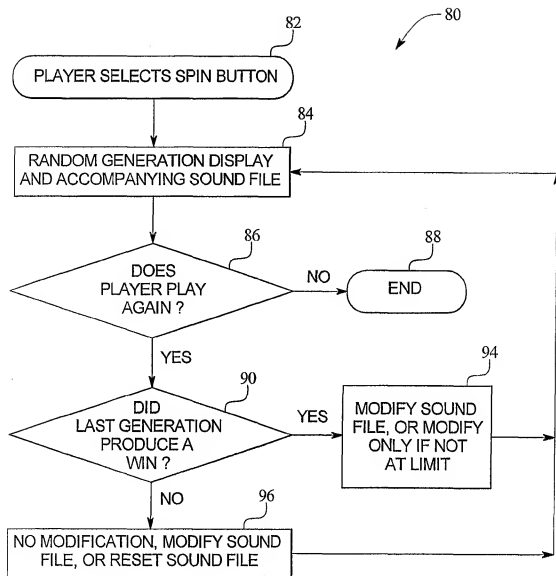 82
80
PLAYER SELECTS SPIN BUTTON
84
RANDOM GENERATION DISPLAY
AND ACCOMPANYING SOUND FILE
86
DOES
PLAYER PLAY
AGAIN ?
NO
88
END
YES
90
DID
LAST GENERATION
PRODUCE A
WIN ?
YES
94
MODIFY SOUND
FILE, OR MODIFY
ONLY IF NOT
AT LIMIT
NO
96
NO MODIFICATION, MODIFY SOUND
FILE, OR RESET SOUND FILE